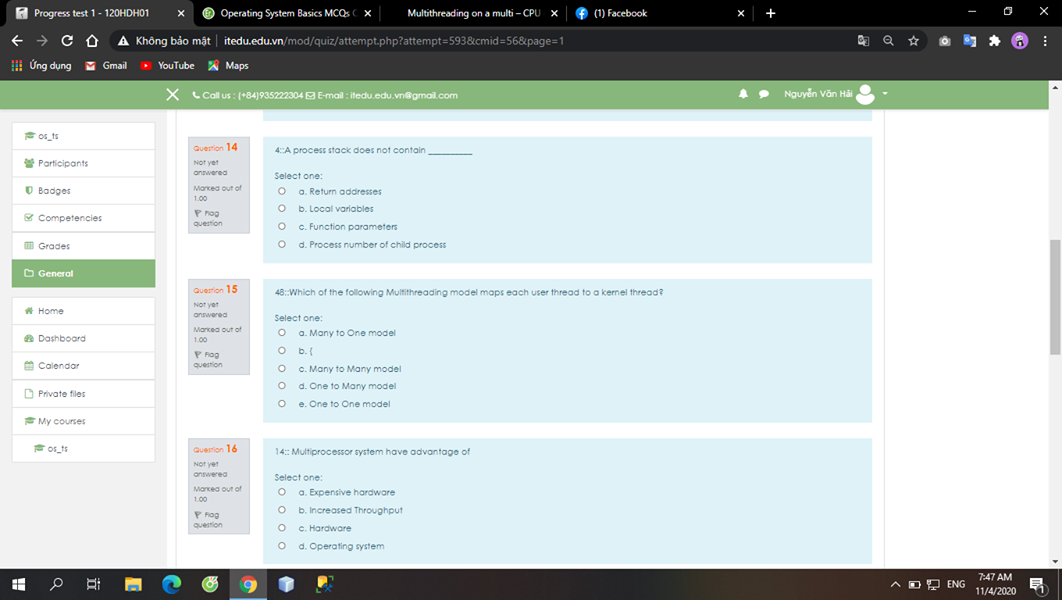 Progress test 1 - 120HDH01
Operating System Basics MCQs
Multithreading on a multi – CPU
(1) Facebook
Không bảo mật | itedu.edu.vn/mod/quiz/attempt.php?attempt=593&cmid=56&page=1
Ứng dụng Gmail YouTube Maps
Call us : (+84)935222304 E-mail : itedu.edu.vn@gmail.com
Nguyễn Văn Hải
os_ts
Participants
Badges
Competencies
Grades
General
Home
Dashboard
Calendar
Private files
My courses
os_ts
Question 14
Not yet
answered
Marked out of
1.00
Flag
question
4::A process stack does not contain __________
Select one:
a. Return addresses
b. Local variables
c. Function parameters
d. Process number of child process
Question 15
Not yet
answered
Marked out of
1.00
Flag
question
48::Which of the following Multithreading model maps each user thread to a kernel thread?
Select one:
a. Many to One model
b. {
c. Many to Many model
d. One to Many model
e. One to One model
Question 16
Not yet
answered
Marked out of
1.00
Flag
question
14:: Multiprocessor system have advantage of
Select one:
a. Expensive hardware
b. Increased Throughput
c. Hardware
d. Operating system
ENG
7:47 AM
11/4/2020
1